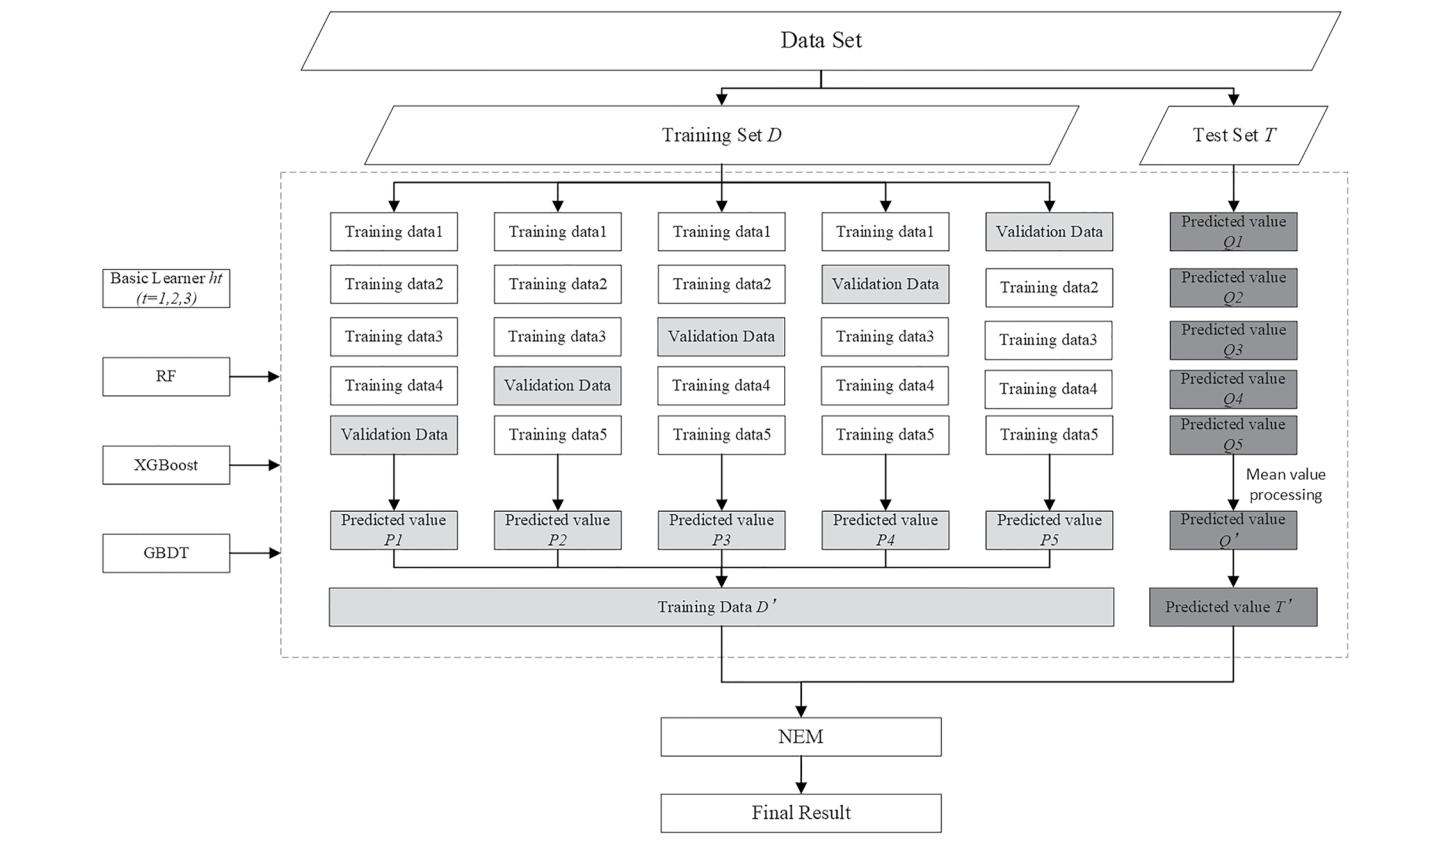 Data Set
Training Set D
Test Set T
Training data1
Training data1
Training data1
Training data1
Validation Data
Predicted value
Q1
Basic Learner ht
(t=1,2,3)
Training data2
Training data2
Training data2
Validation Data
Training data2
Predicted value
Q2
Training data3
Training data3
Validation Data
Training data3
Training data3
Predicted value
Q3
RF
Training data4
Validation Data
Training data4
Training data4
Training data4
Predicted value
Q4
Validation Data
Training data5
Training data5
Training data5
Training data5
Predicted value
Q5
XGBoost
Mean value
processing
GBDT
Predicted value
P1
Predicted value
P2
Predicted value
P3
Predicted value
P4
Predicted value
P5
Predicted value
Q’
Training Data D’
Predicted value T’
NEM
Final Result